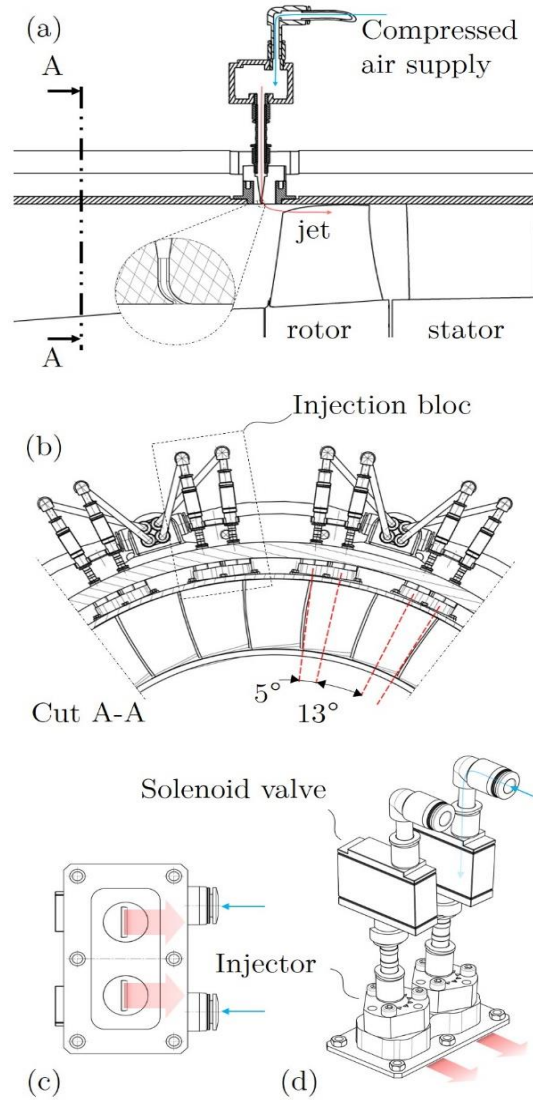 (a)
Compressed
air supply
A
jet
A
rotor
stator
Injection bloc
(b)
5°
13°
Cut A-A
Solenoid valve
Injector
(c)
(d)